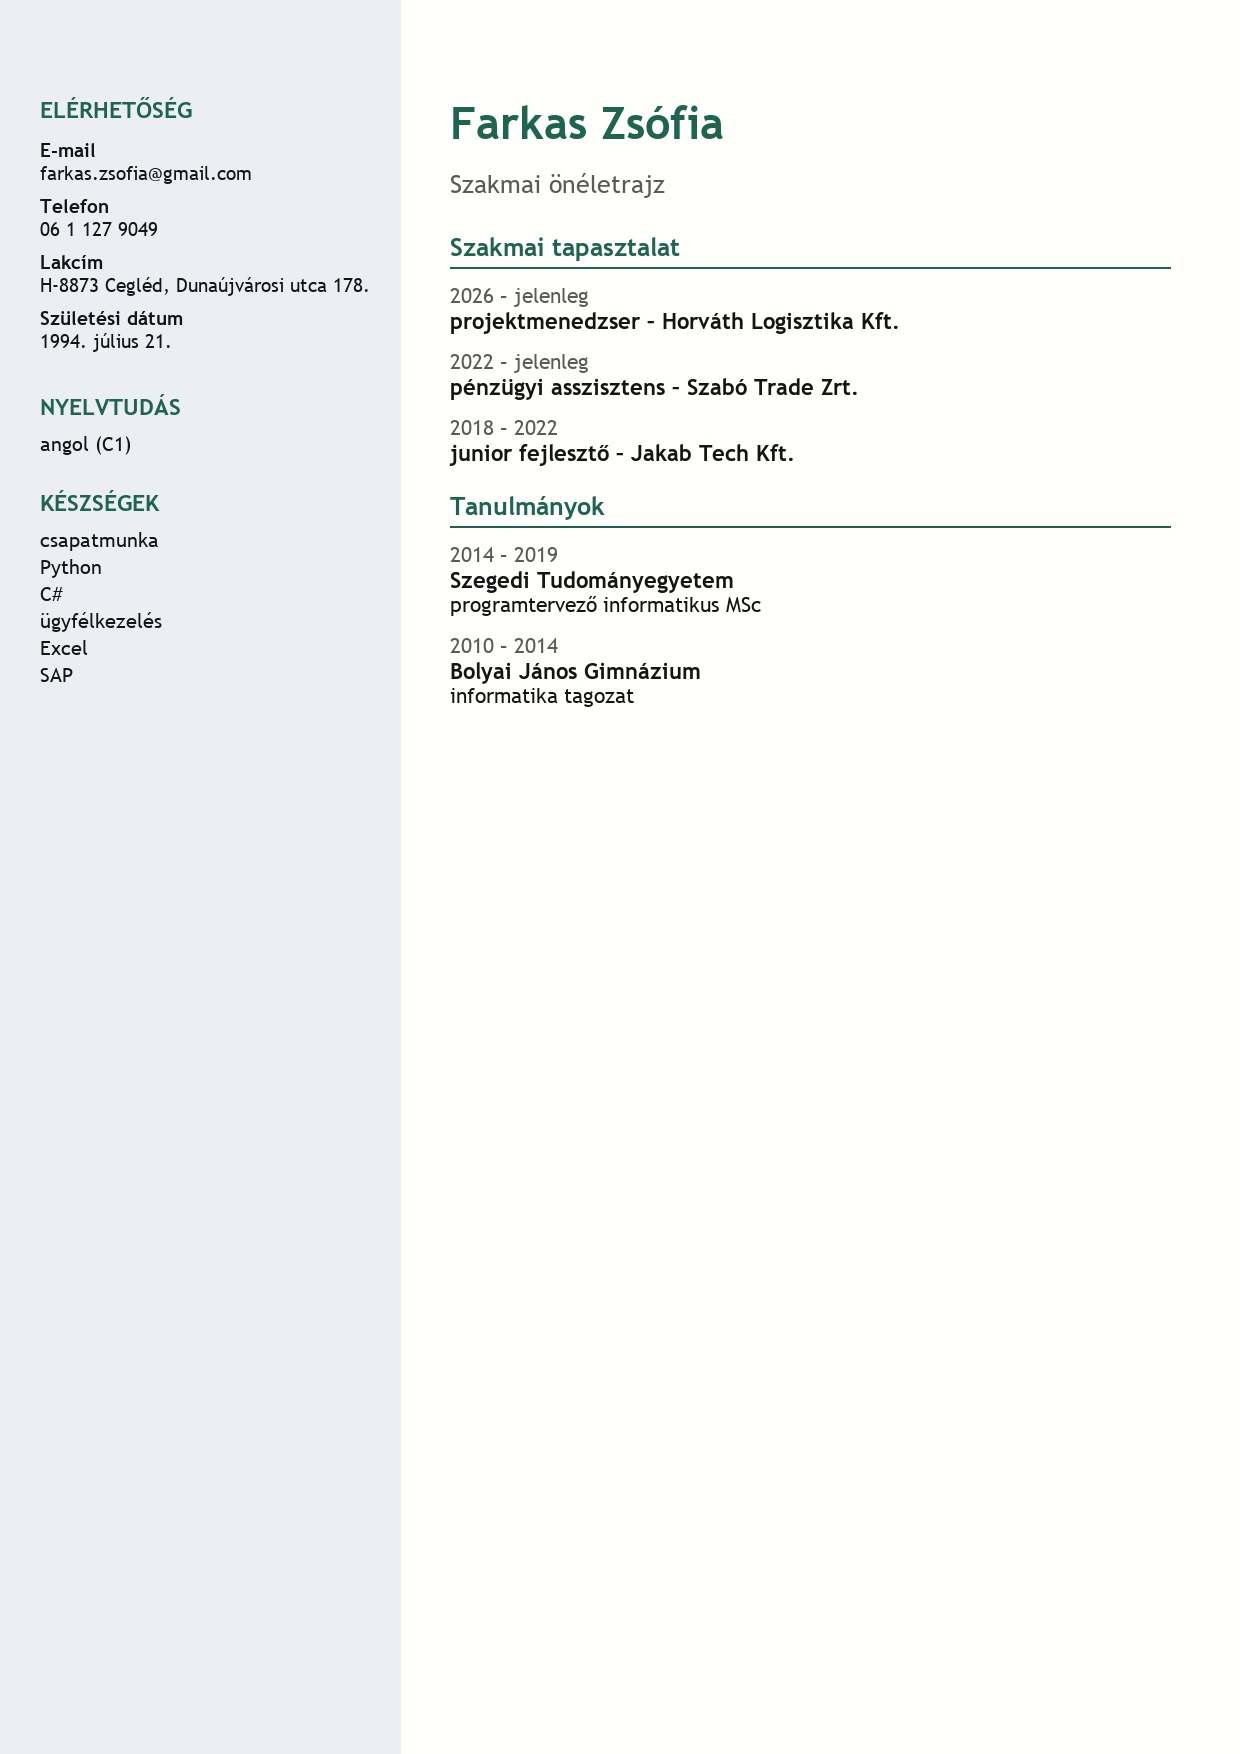 ELÉRHETŐSÉG
E-mail
farkas.zsofia@gmail.com
Telefon
06 1 127 9049
Lakcím
H-8873 Cegléd, Dunaújvárosi utca 178.
Születési dátum
1994. július 21.
NYELVTUDÁS
angol (C1)
KÉSZSÉGEK
csapatmunka
Python
C#
ügyfélkezelés
Excel
SAP
Farkas Zsófia
Szakmai önéletrajz
Szakmai tapasztalat
2026 – jelenleg
projektmenedzser – Horváth Logisztika Kft.
2022 – jelenleg
pénzügyi asszisztens – Szabó Trade Zrt.
2018 – 2022
junior fejlesztő – Jakab Tech Kft.
Tanulmányok
2014 – 2019
Szegedi Tudományegyetem
programtervező informatikus MSc
2010 – 2014
Bolyai János Gimnázium
informatika tagozat